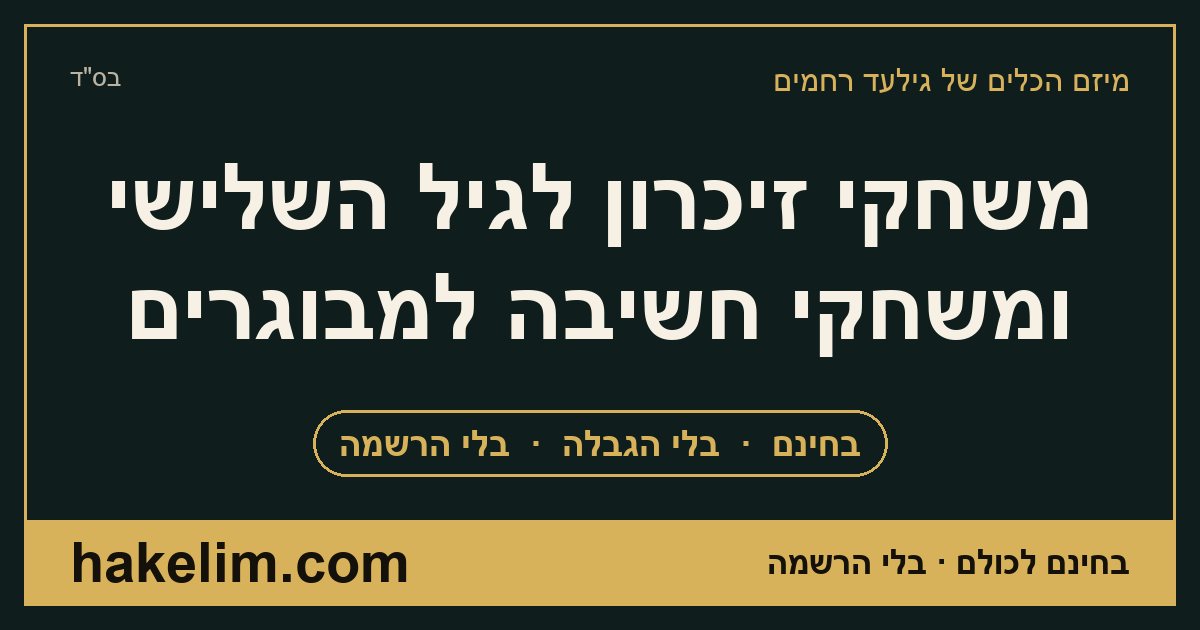 בס"ד
מיזם הכלים של גילעד רחמים
משחקי זיכרון לגיל השלישי
ומשחקי חשיבה למבוגרים
בחינם · בלי הגבלה · בלי הרשמה
בחינם לכולם · בלי הרשמה
hakelim.com